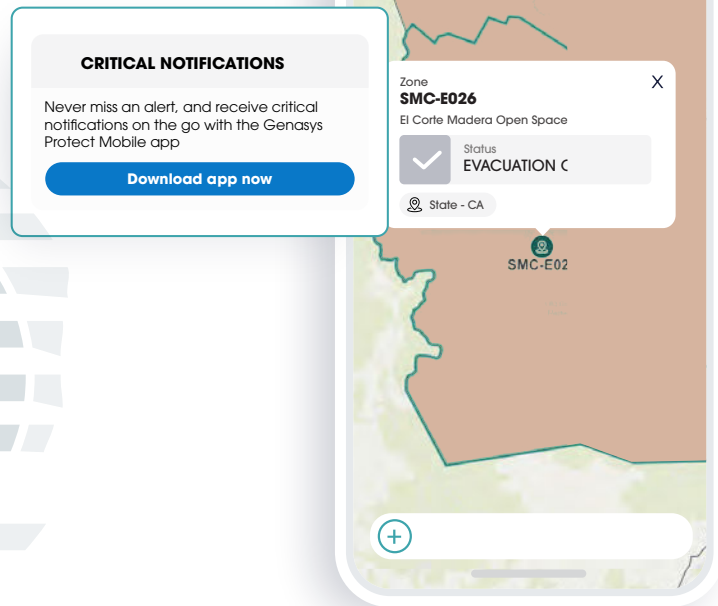 CRITICAL NOTIFICATIONS
Never miss an alert, and receive critical
notifications on the go with the Genasys
Protect Mobile app
Download app now
Zone
X
SMC-E026
El Corte Madera Open Space
Status
EVACUATION C
State - CA
SMC-E02